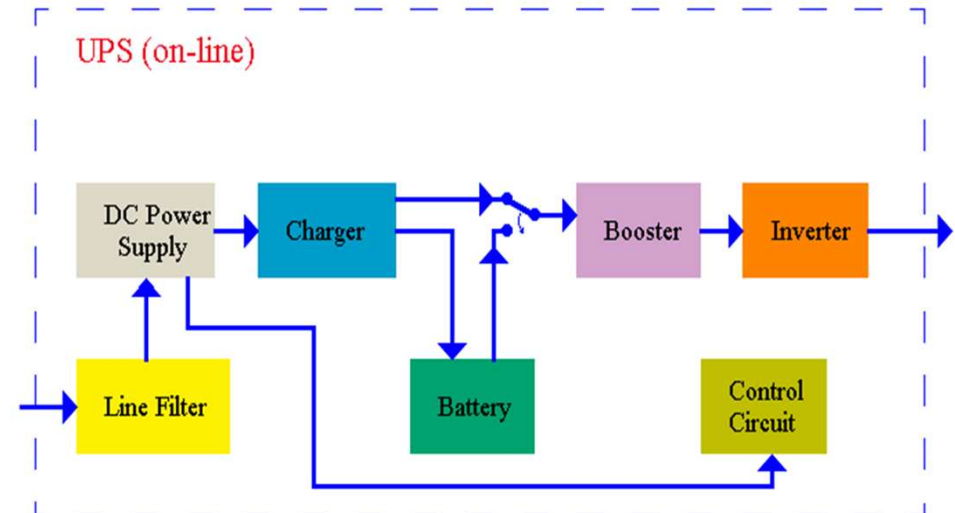 UPS (on-line)
DC Power
Supply
Charger
Booster
Inverter
Line Filter
Battery
Control
Circuit